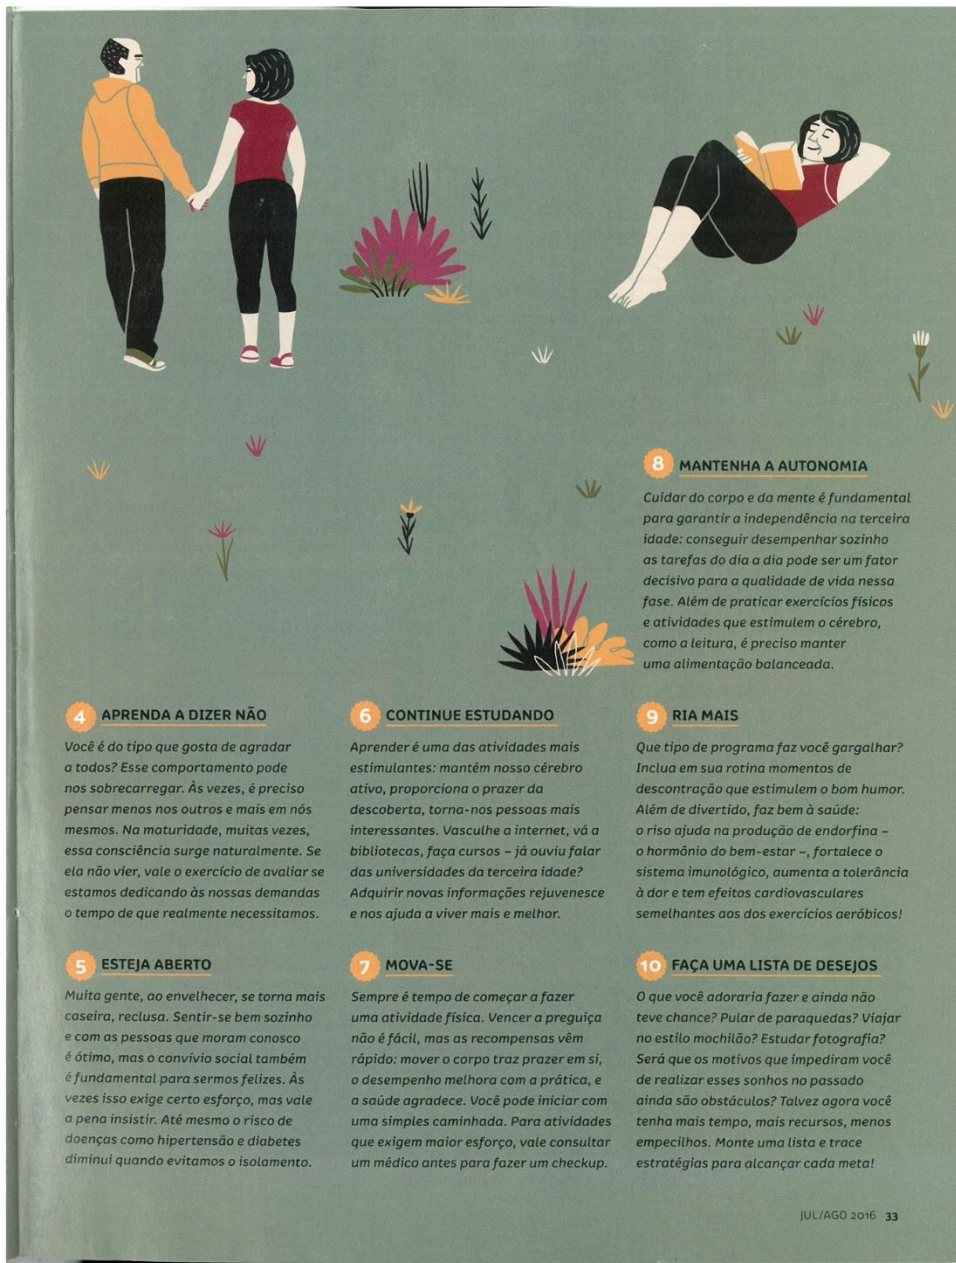 8 MANTENHA A AUTONOMIA
Cuidar do corpo e da mente é fundamental
para garantir a independência na terceira
idade: conseguir desempenhar sozinho
as tarefas do dia a dia pode ser um fator
decisivo para a qualidade de vida nessa
fase. Além de praticar exercícios físicos
e atividades que estimulem o cérebro,
como a leitura, é preciso manter
uma alimentação balanceada.
4 APRENDA A DIZER NÃO
Você é do tipo que gosta de agradar
a todos? Esse comportamento pode
nos sobrecarregar. Às vezes, é preciso
pensar menos nos outros e mais em nós
mesmos. Na maturidade, muitas vezes,
essa consciência surge naturalmente. Se
ela não vier, vale o exercício de avaliar se
estamos dedicando às nossas demandas
o tempo de que realmente necessitamos.
5 ESTEJA ABERTO
Muita gente, ao envelhecer, se torna mais
caseira, reclusa. Sentir-se bem sozinho
e com as pessoas que moram conosco
é ótimo, mas o convívio social também
é fundamental para sermos felizes. Às
vezes isso exige certo esforço, mas vale
a pena insistir. Até mesmo o risco de
doenças como hipertensão e diabetes
diminui quando evitamos o isolamento.
6 CONTINUE ESTUDANDO
Aprender é uma das atividades mais
estimulantes: mantém nosso cérebro
ativo, proporciona o prazer da
descoberta, torna-nos pessoas mais
interessantes. Vasculhe a internet, vá a
bibliotecas, faça cursos – já ouviu falar
das universidades da terceira idade?
Adquirir novas informações rejuvenesce
e nos ajuda a viver mais e melhor.
7 MOVA-SE
Sempre é tempo de começar a fazer
uma atividade física. Vencer a preguiça
não é fácil, mas as recompensas vêm
rápido: mover o corpo traz prazer em si,
o desempenho melhora com a prática, e
a saúde agradece. Você pode iniciar com
uma simples caminhada. Para atividades
que exigem maior esforço, vale consultar
um médico antes para fazer um checkup.
9 RIA MAIS
Que tipo de programa faz você gargalhar?
Inclua em sua rotina momentos de
descontração que estimulem o bom humor.
Além de divertido, faz bem à saúde:
o riso ajuda na produção de endorfina –
o hormônio do bem-estar –, fortalece o
sistema imunológico, aumenta a tolerância
à dor e tem efeitos cardiovasculares
semelhantes aos dos exercícios aeróbicos!
10 FAÇA UMA LISTA DE DESEJOS
O que você adoraria fazer e ainda não
teve chance? Pular de paraquedas? Viajar
no estilo mochilão? Estudar fotografia?
Será que os motivos que impediram você
de realizar esses sonhos no passado
ainda são obstáculos? Talvez agora você
tenha mais tempo, mais recursos, menos
empecilhos. Monte uma lista e trace
estratégias para alcançar cada meta!
JUL/AGO 2016 33